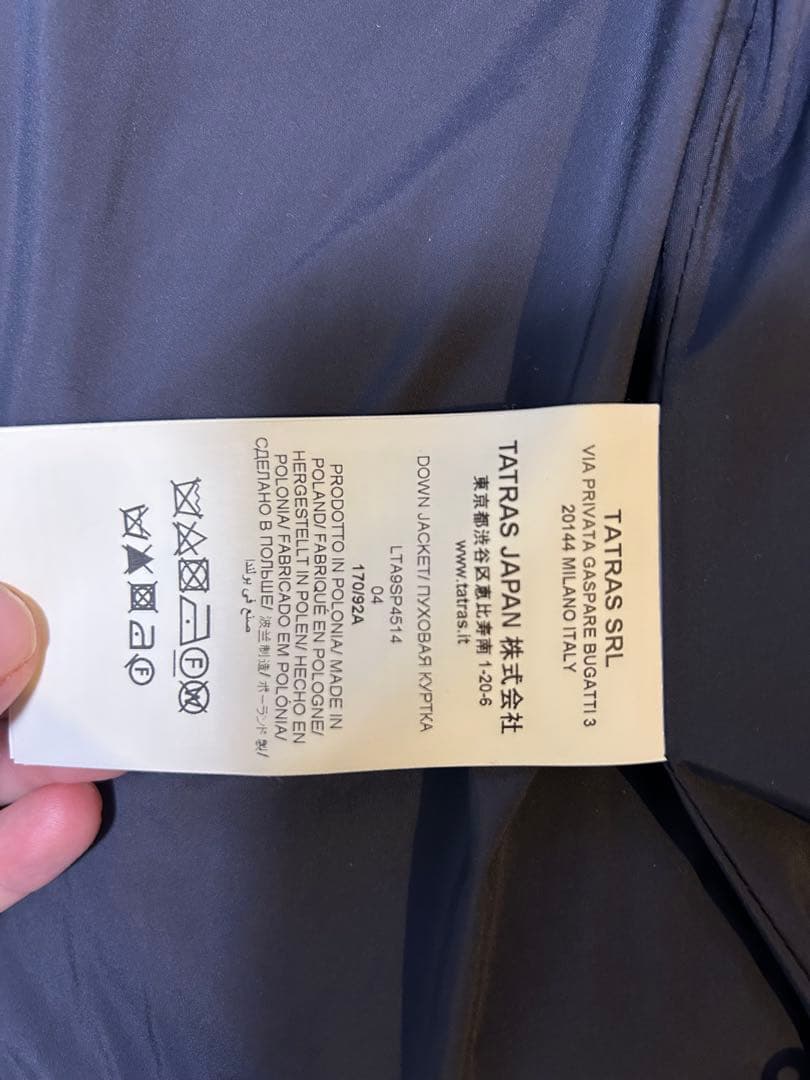 TATRAS SRL
VIA PRIVATA GASPARE BUGATTI 3
20144 MILANO ITALY
TATRAS JAPAN 株式会社
東京都渋谷区恵比寿南 1-20-6
www.tatras.it
DOWN JACKET/ ПУХОВАЯ КУРТКА
LTA9SP4514
04
170/92A
PRODOTTO IN POLONIA/ MADE IN
POLAND/ FABRIQUÉ EN POLOGNE/
HERGESTELLT IN POLEN/ HECHO EN
POLONIA/ FABRICADO EM POLÓNIA/
СДЕЛАНО В ПОЛЬШЕ/ 波兰制造/ ポーランド製/
صنع في بولندا
F W
F